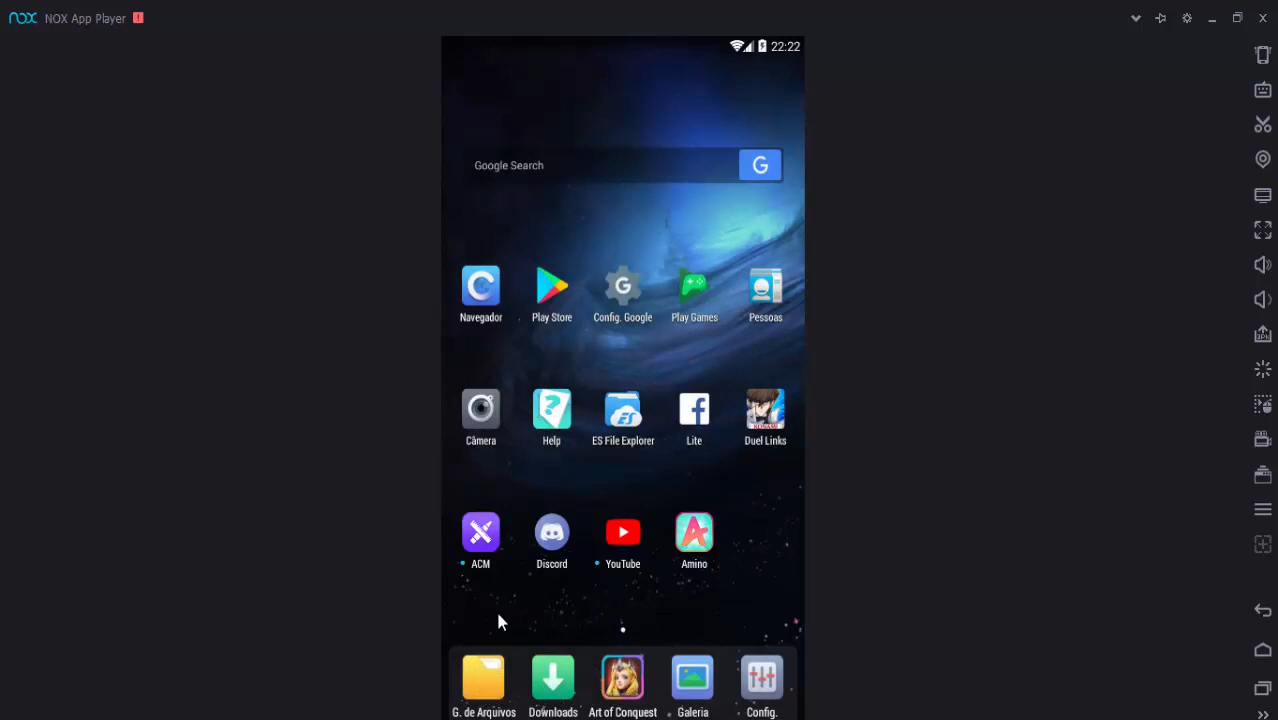 nox NOX App Player !
22:22
Google Search G
Navegador Play Store Config. Google Play Games Pessoas
Câmera Help ES File Explorer Lite Duel Links
ACM Discord YouTube Amino
G. de Arquivos Downloads Art of Conquest Galeria Config.